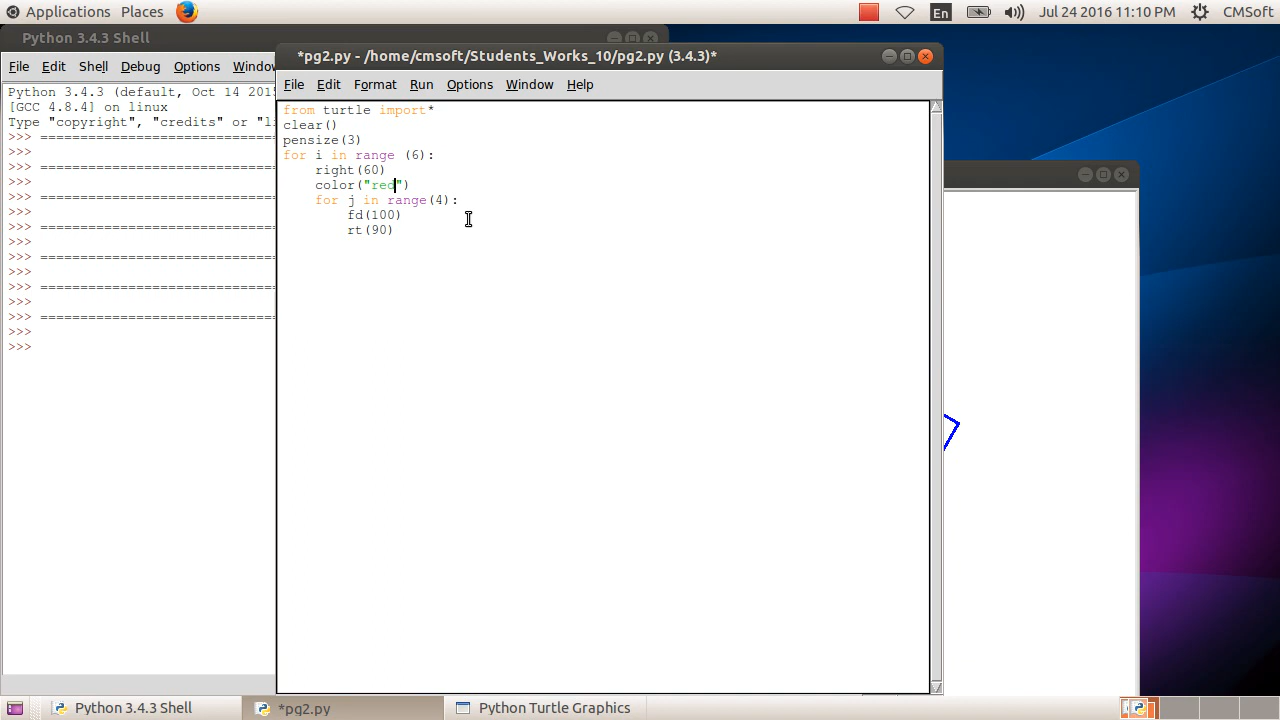 Applications Places
En
Jul 24 2016 11:10 PM
CMSoft
Python 3.4.3 Shell
File Edit Shell Debug Options Window
Python 3.4.3 (default, Oct 14 2015
[GCC 4.8.4] on linux
Type "copyright", "credits" or "l
>>> ==============================
>>>
>>> ==============================
>>>
>>> ==============================
>>>
>>> ==============================
>>>
>>> ==============================
>>>
>>> ==============================
>>>
>>> ==============================
>>>
>>>
*pg2.py - /home/cmsoft/Students_Works_10/pg2.py (3.4.3)*
File Edit Format Run Options Window Help
from turtle import*
clear()
pensize(3)
for i in range (6):
    right(60)
    color("red")
    for j in range(4):
        fd(100)
        rt(90)
Python 3.4.3 Shell
*pg2.py
Python Turtle Graphics